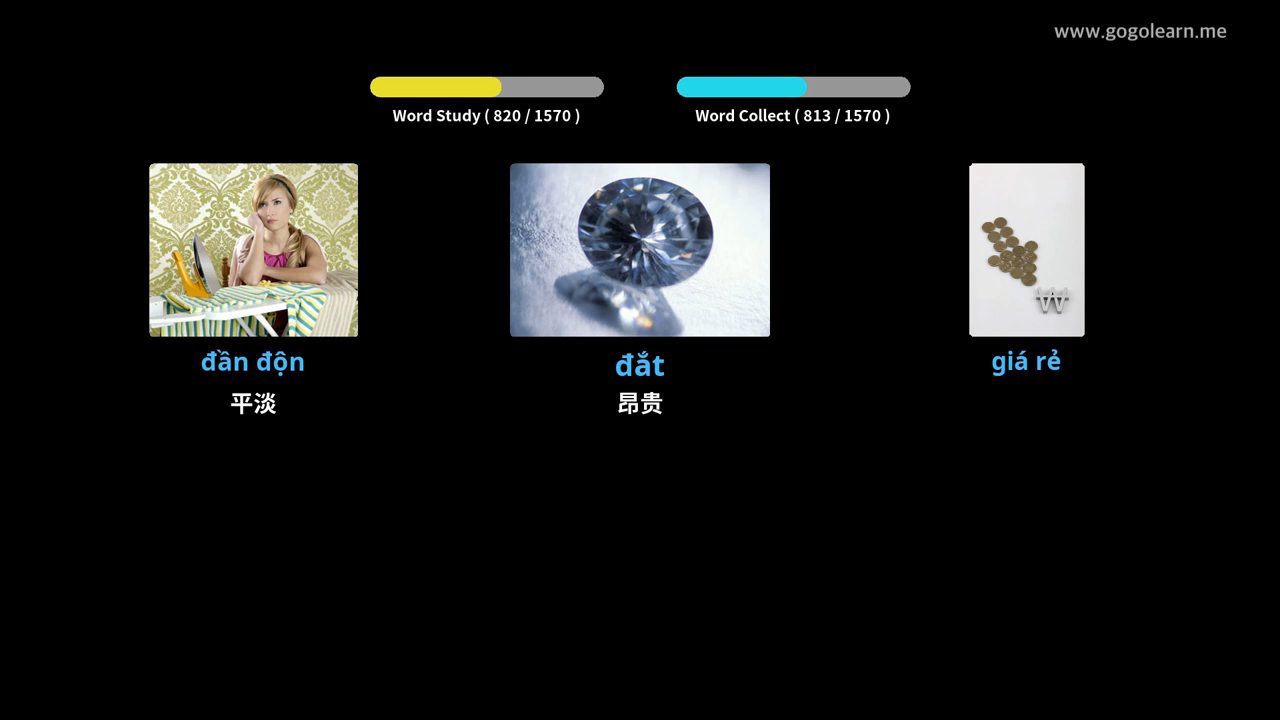 www.gogolearn.me
Word Study ( 820 / 1570 )
Word Collect ( 813 / 1570 )
đần độn
平淡
đắt
昂贵
giá rẻ